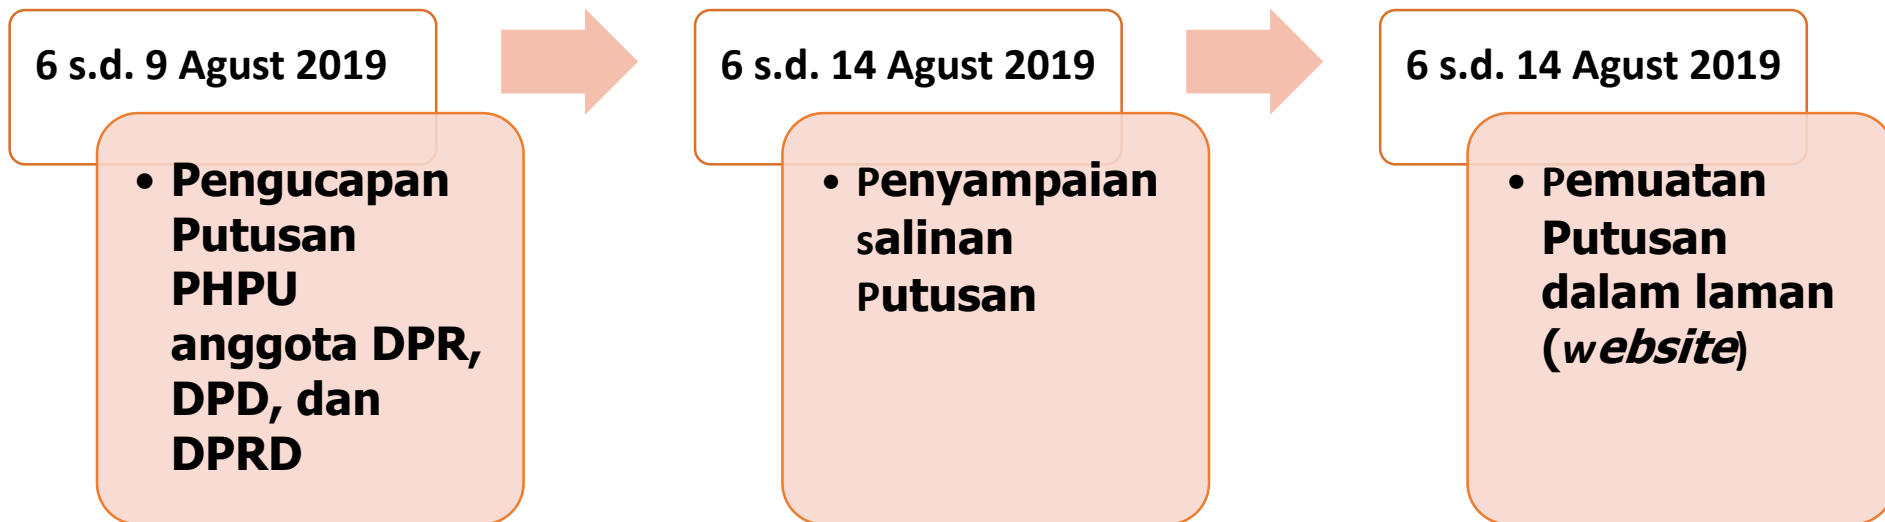 6 s.d. 9 Agust 2019
• Pengucapan
Putusan
PHPU
anggota DPR,
DPD, dan
DPRD
6 s.d. 14 Agust 2019
• Penyampaian
salinan
Putusan
6 s.d. 14 Agust 2019
• Pemuatan
Putusan
dalam laman
(website)